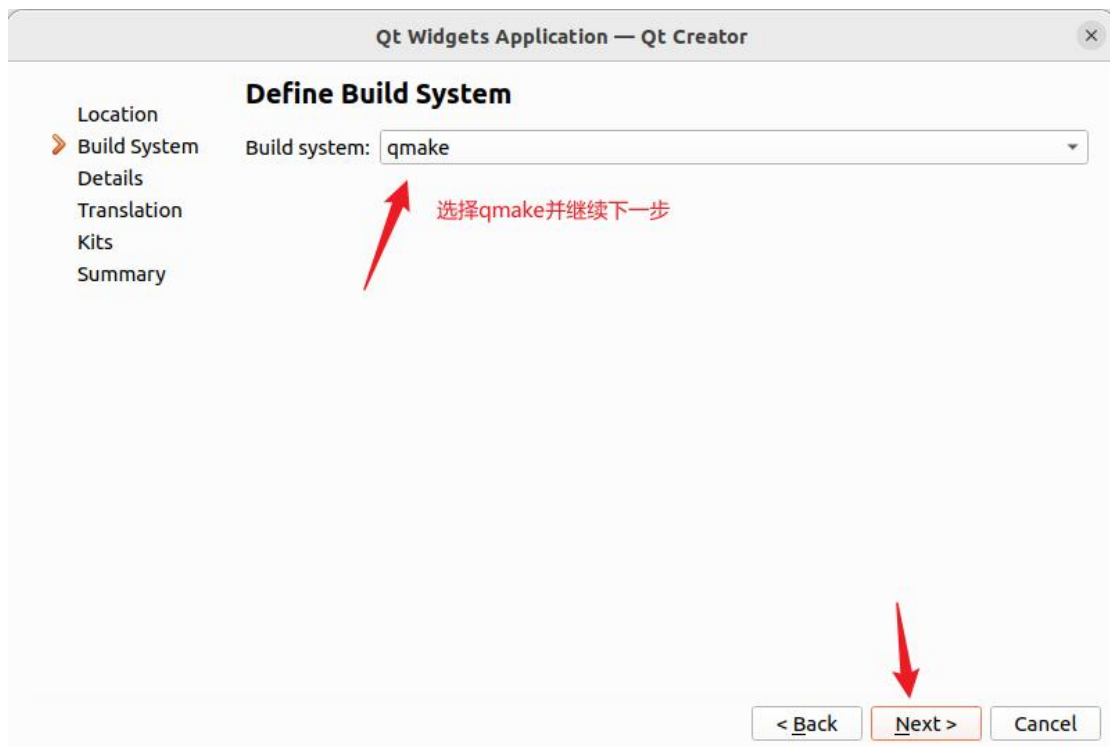 Qt Widgets Application — Qt Creator
Define Build System
Location
Build System
Details
Translation
Kits
Summary
Build system: qmake
选择qmake并继续下一步
< Back
Next >
Cancel